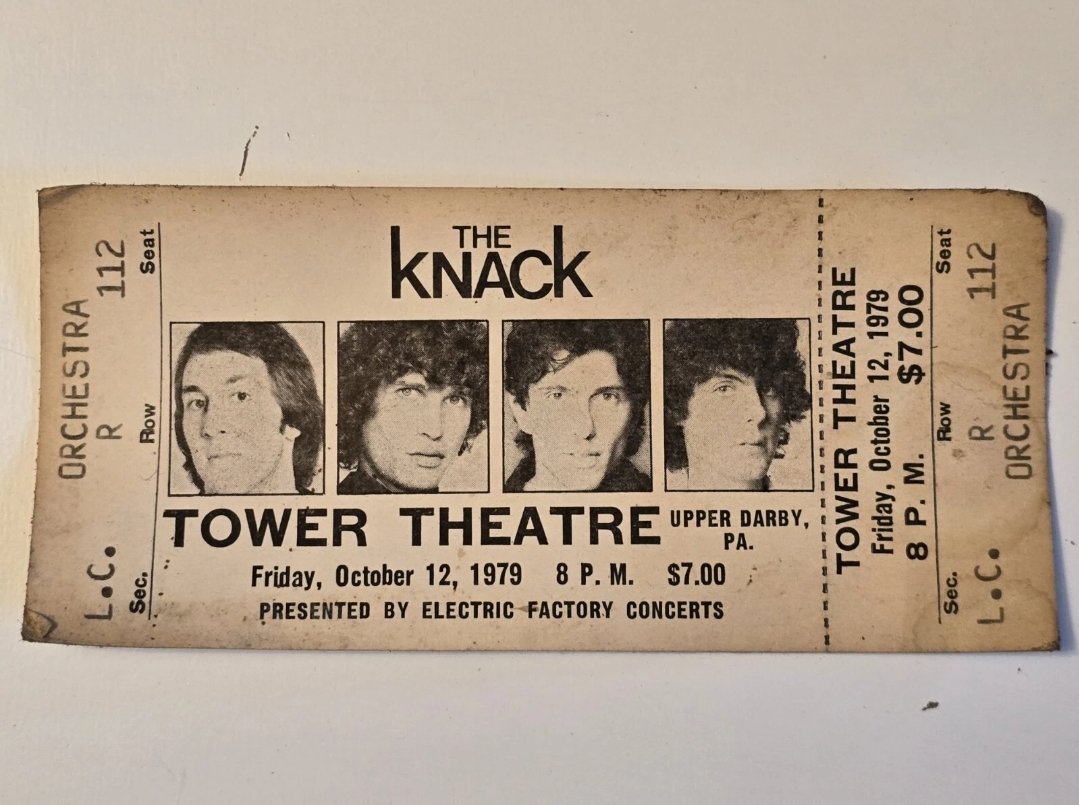 ORCHESTRA
L.C. R 112
Sec. Row Seat
THE
KNACK
TOWER THEATRE UPPER DARBY,
PA.
Friday, October 12, 1979 8 P.M. $7.00
PRESENTED BY ELECTRIC FACTORY CONCERTS
TOWER THEATRE
Friday, October 12, 1979
8 P.M. $7.00
Sec. Row Seat
L.C. R 112
ORCHESTRA